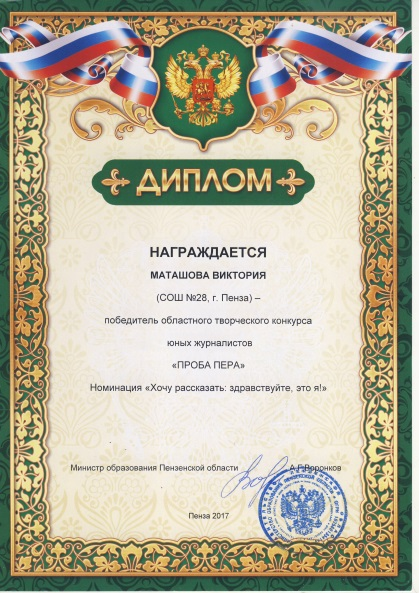 ДИПЛОМ
НАГРАЖДАЕТСЯ
МАТАШОВА ВИКТОРИЯ
(СОШ №28, г. Пенза) –
победитель областного творческого конкурса
юных журналистов
«ПРОБА ПЕРА»
Номинация «Хочу рассказать: здравствуйте, это я!»
Министр образования Пензенской области А.Г.Воронков
Пенза 2017